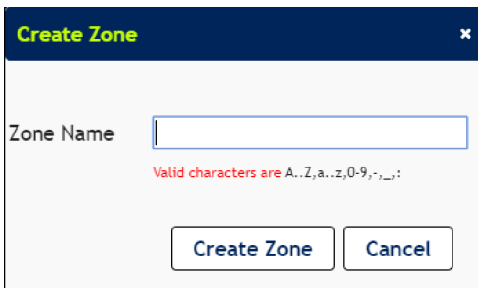 Create Zone ×
Zone Name
Valid characters are A..Z,a..z,0-9,-,_,:
Create Zone Cancel